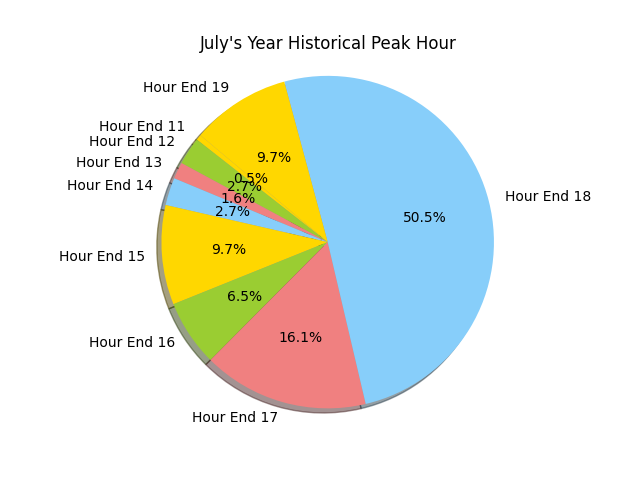 July's Year Historical Peak Hour
Hour End 19
9.7%
Hour End 11
0.5%
Hour End 12
2.7%
Hour End 13
1.6%
Hour End 14
2.7%
Hour End 15
9.7%
Hour End 16
6.5%
Hour End 17
16.1%
Hour End 18
50.5%